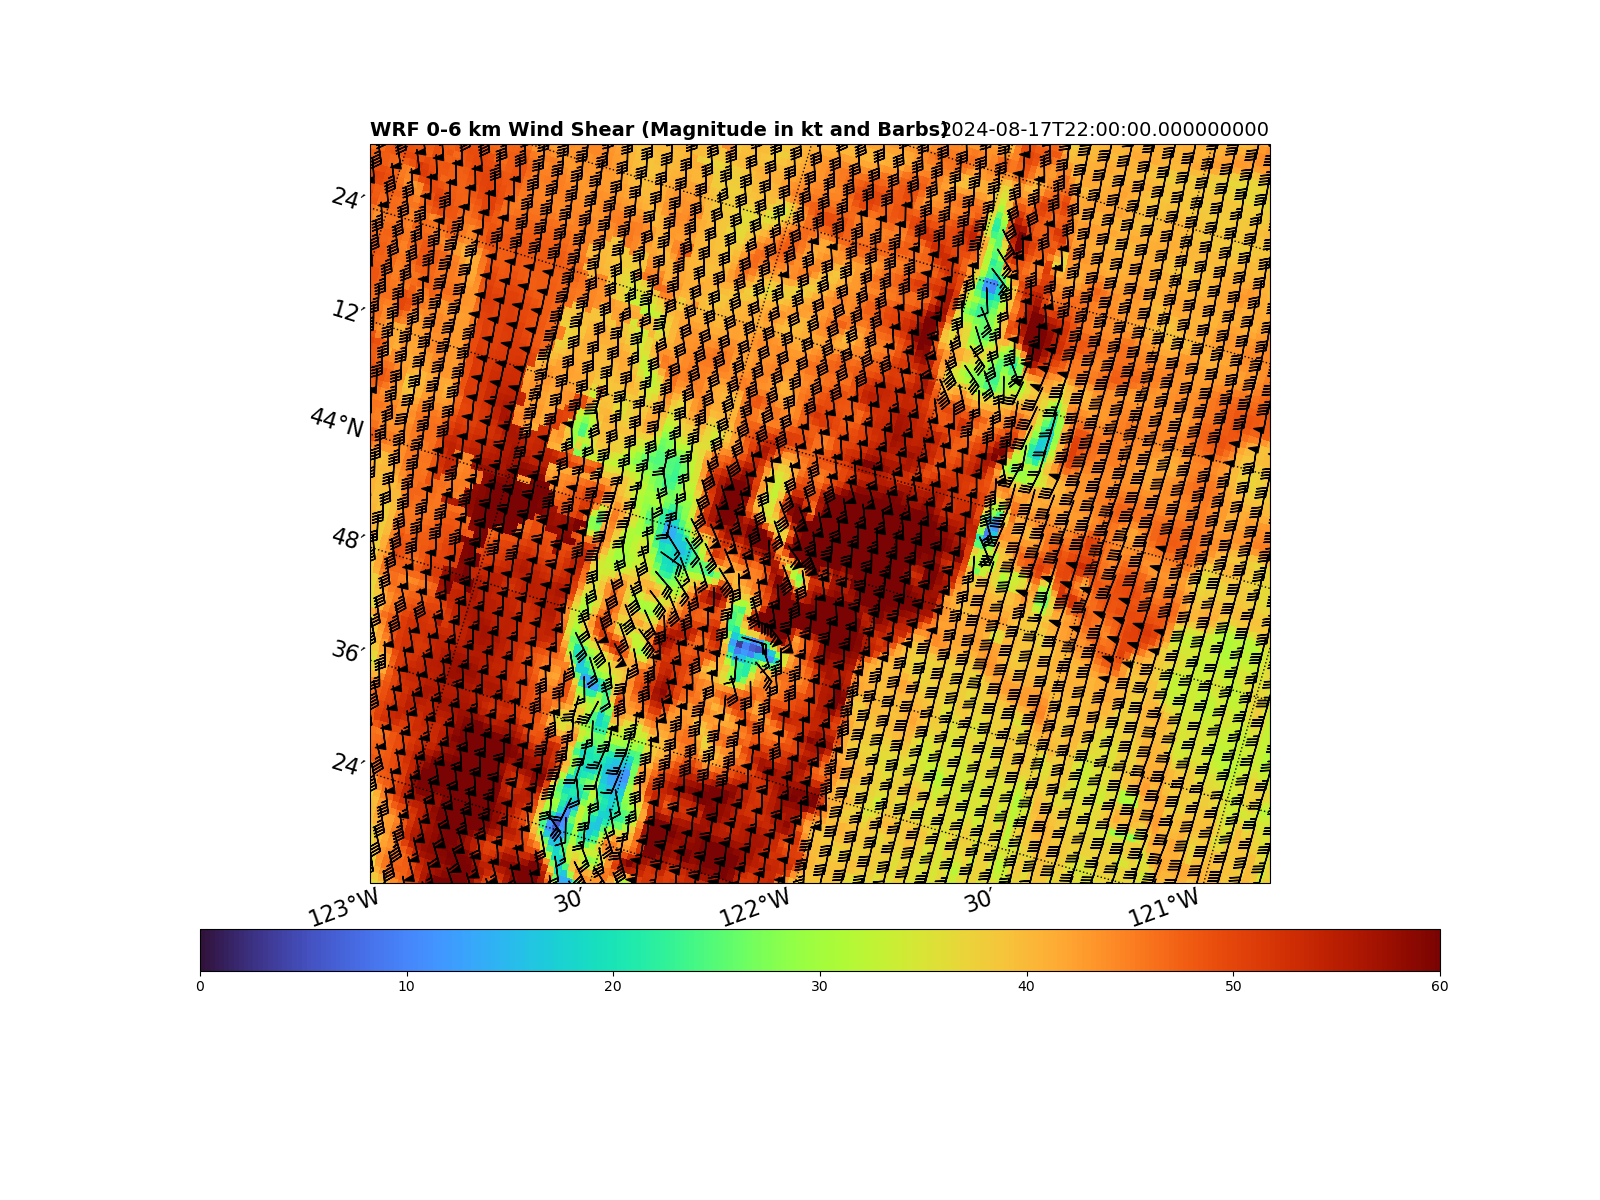 WRF 0-6 km Wind Shear (Magnitude in kt and Barbs) 2024-08-17T22:00:00.000000000
24′
12′
44°N
48′
36′
24′
123°W 30′ 122°W 30′ 121°W
0 10 20 30 40 50 60